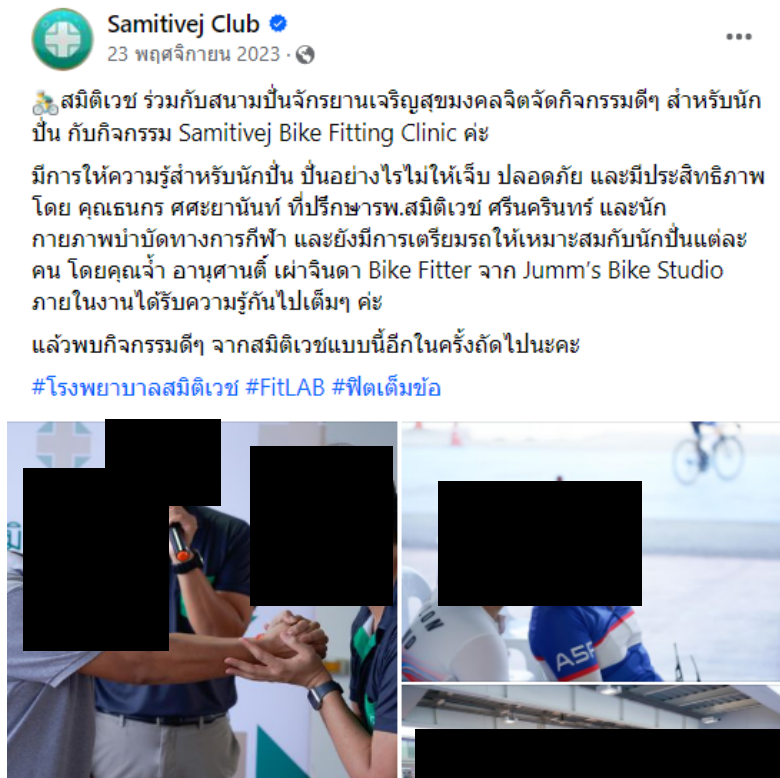 Samitivej Club
23 พฤศจิกายน 2023 ·
สมิติเวช ร่วมกับสนามปั่นจักรยานเจริญสุขมงคลจิตจัดกิจกรรมดีๆ สำหรับนัก
ปั่น กับกิจกรรม Samitivej Bike Fitting Clinic ค่ะ
มีการให้ความรู้สำหรับนักปั่น ปั่นอย่างไรไม่ให้เจ็บ ปลอดภัย และมีประสิทธิภาพ
โดย คุณธนกร ศศะยานันท์ ที่ปรึกษารพ.สมิติเวช ศรีนครินทร์ และนัก
กายภาพบำบัดทางการกีฬา และยังมีการเตรียมรถให้เหมาะสมกับนักปั่นแต่ละ
คน โดยคุณจ้ำ อานุศานติ์ เผ่าจินดา Bike Fitter จาก Jumm's Bike Studio
ภายในงานได้รับความรู้กันไปเต็มๆ ค่ะ
แล้วพบกิจกรรมดีๆ จากสมิติเวชแบบนี้อีกในครั้งถัดไปนะคะ
#โรงพยาบาลสมิติเวช #FitLAB #ฟิตเต็มข้อ